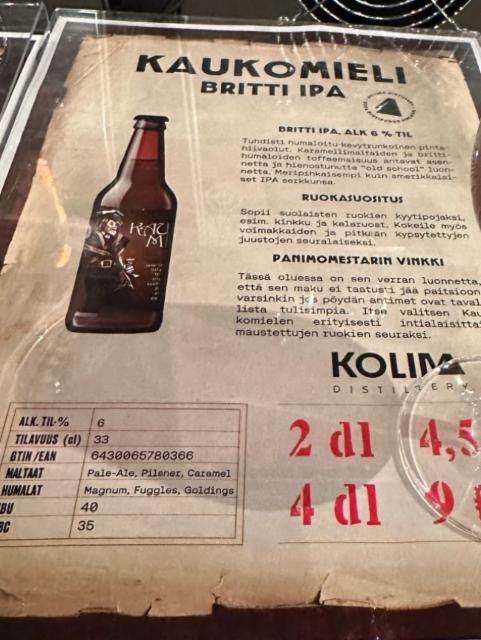 KAUKOMIELI
BRITTI IPA
BRITTI IPA, ALK 6 % TIL
Tuhdisti humaloitu kevytrunkoinen pinta-
hiivaolut. Karamellimaltaiden ja britti-
humaloiden toffeemaisuus antavat asen-
netta ja hienostunutta "old school" luon-
netta. Meripihkaisempi kuin amerikkalai-
set IPA serkkunsa.
RUOKASUOSITUS
Sopii suolaisten ruokien kyytipojaksi,
esim. kinkku ja kalaruoat. Kokeile myös
voimakkaiden ja pitkään kypsytettyjen
juustojen seuralaiseksi.
PANIMOMESTARIN VINKKI
Tässä oluessa on sen verran luonnetta,
että sen maku ei taatusti jää paitsioon
varsinkin jos pöydän antimet ovat taval
lista tulisimpia. Itse valitsen Kau
komielen erityisesti intialaisitta
maustettujen ruokien seuraksi.
KAU
M
KOLIMA
DISTILLERY
ALK. TIL-% 6
TILAVUUS (cl) 33
GTIN /EAN 6430065780366
MALTAAT Pale-Ale, Pilsner, Caramel
HUMALAT Magnum, Fuggles, Goldings
BU 40
BC 35
2 dl 4,5
4 dl 9 €